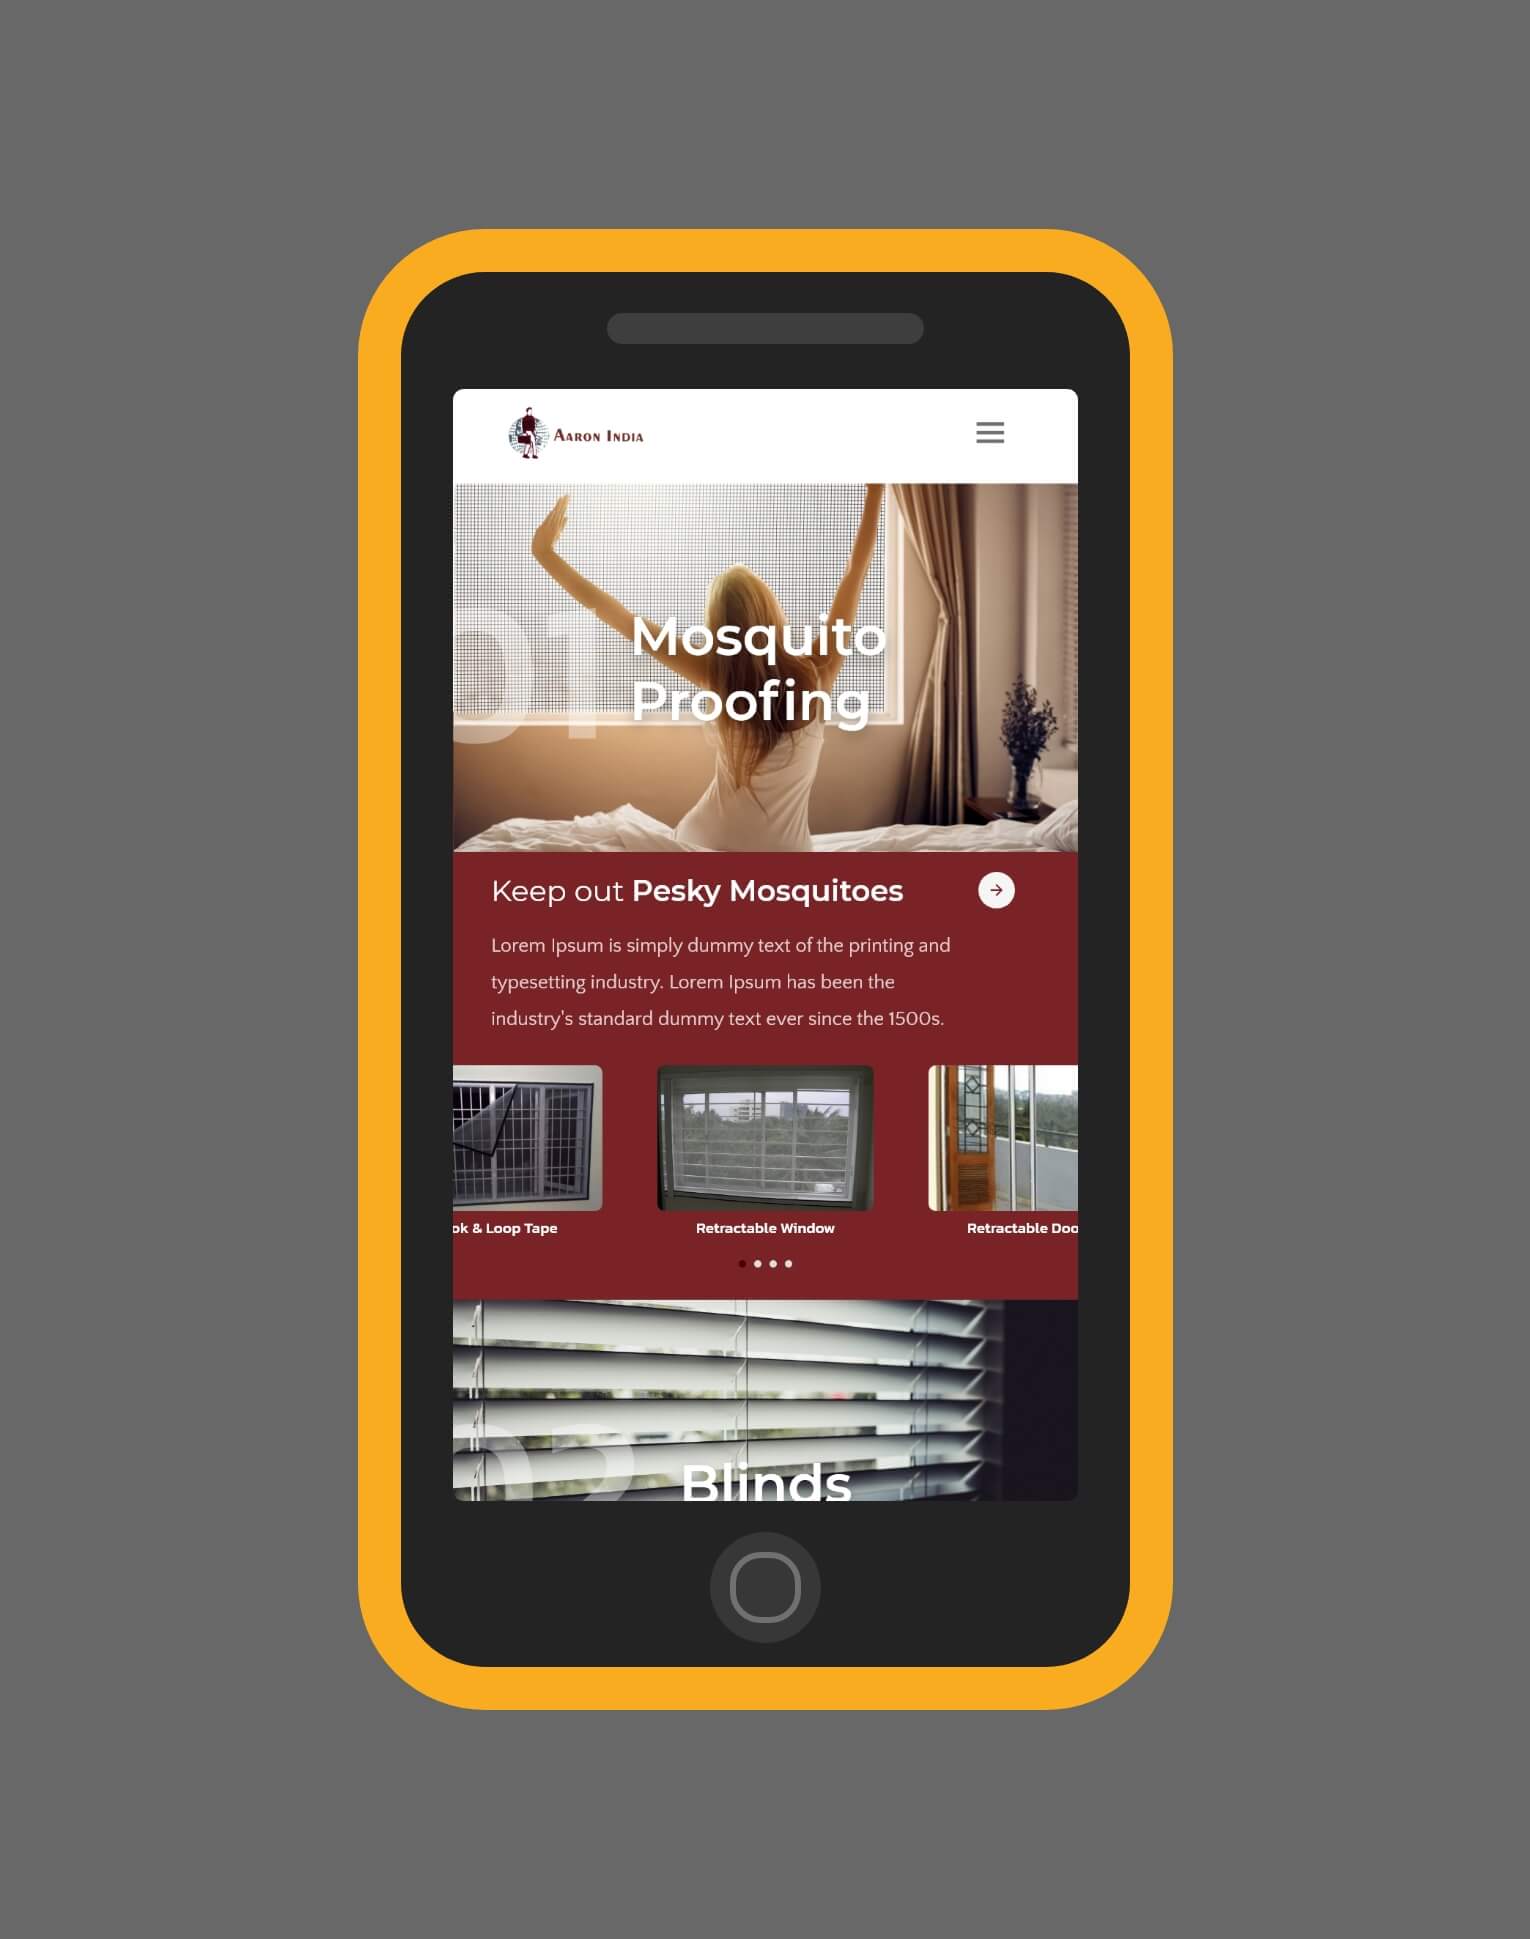 Aaron India
01
Mosquito
Proofing
Keep out Pesky Mosquitoes
Lorem Ipsum is simply dummy text of the printing and
typesetting industry. Lorem Ipsum has been the
industry's standard dummy text ever since the 1500s.
ok & Loop Tape
Retractable Window
Retractable Doo
02
Blinds